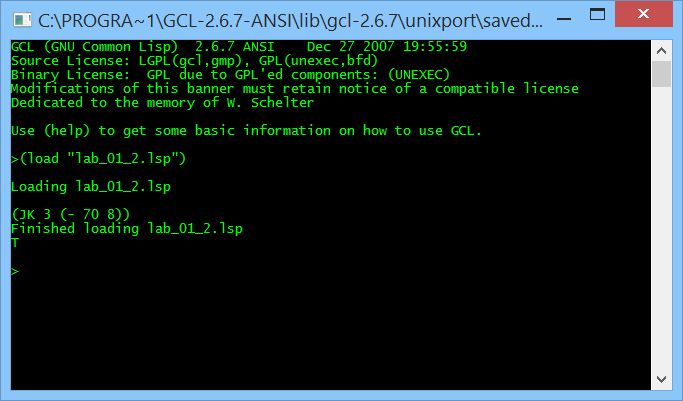 C:\PROGRA~1\GCL-2.6.7-ANSI\lib\gcl-2.6.7\unixport\saved...
GCL (GNU Common Lisp)  2.6.7 ANSI    Dec 27 2007 19:55:59
Source License: LGPL(gcl,gmp), GPL(unexec,bfd)
Binary License:  GPL due to GPL'ed components: (UNEXEC)
Modifications of this banner must retain notice of a compatible license
Dedicated to the memory of W. Schelter
Use (help) to get some basic information on how to use GCL.
>(load "lab_01_2.lsp")
Loading lab_01_2.lsp
(JK 3 (- 70 8))
Finished loading lab_01_2.lsp
T
>